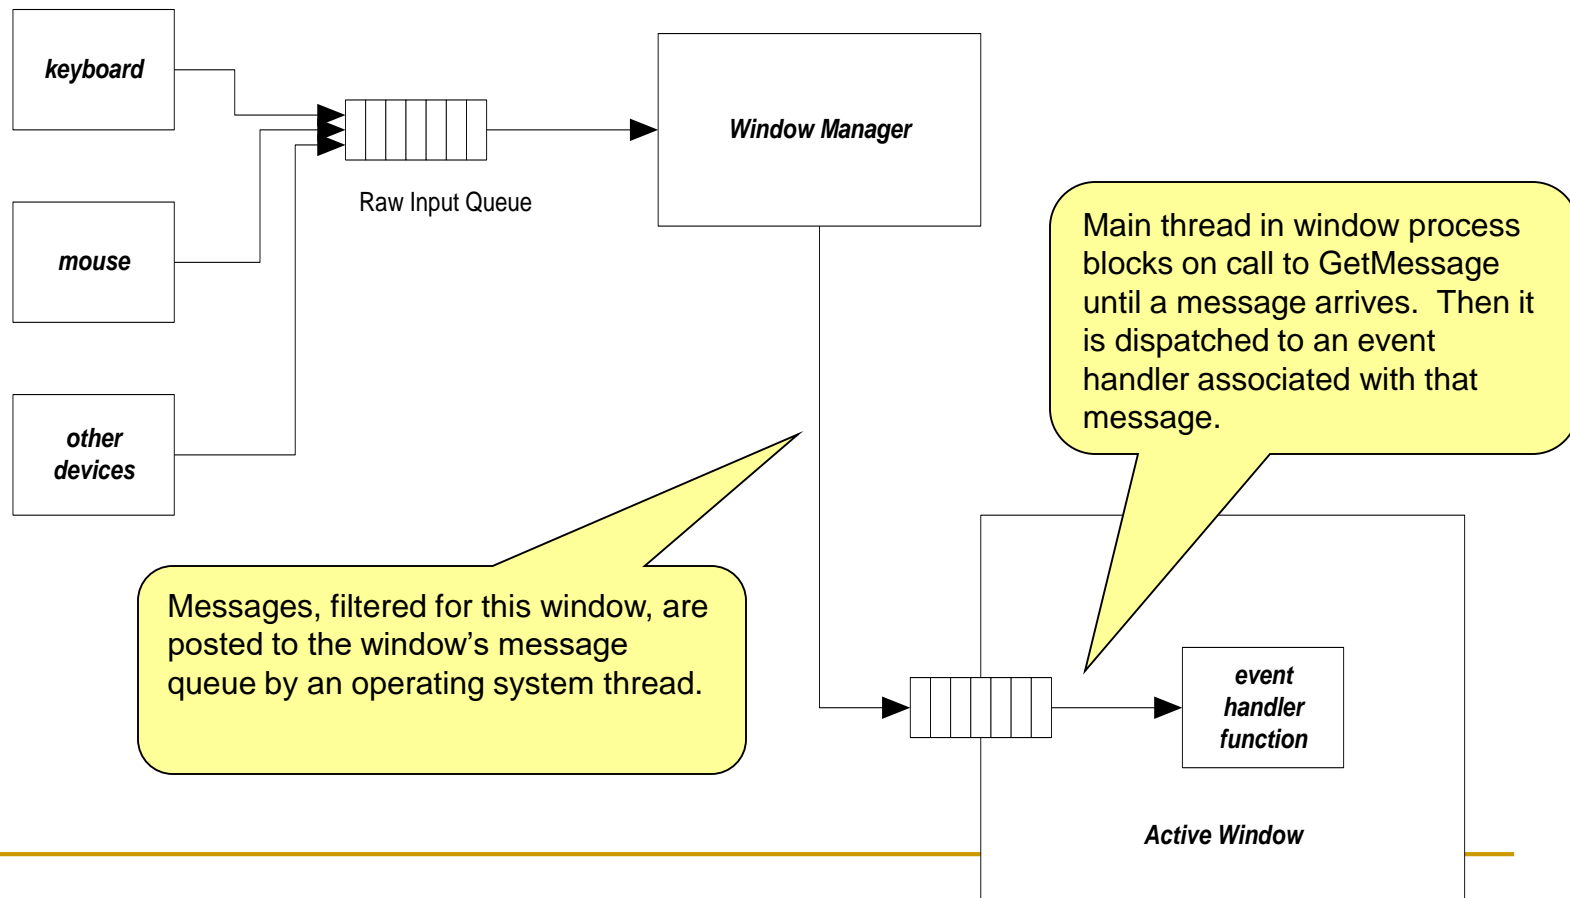 keyboard
Window Manager
Raw Input Queue
mouse
Main thread in window process
blocks on call to GetMessage
until a message arrives.  Then it
is dispatched to an event
handler associated with that
message.
other
devices
Messages, filtered for this window, are
posted to the window’s message
queue by an operating system thread.
event
handler
function
Active Window